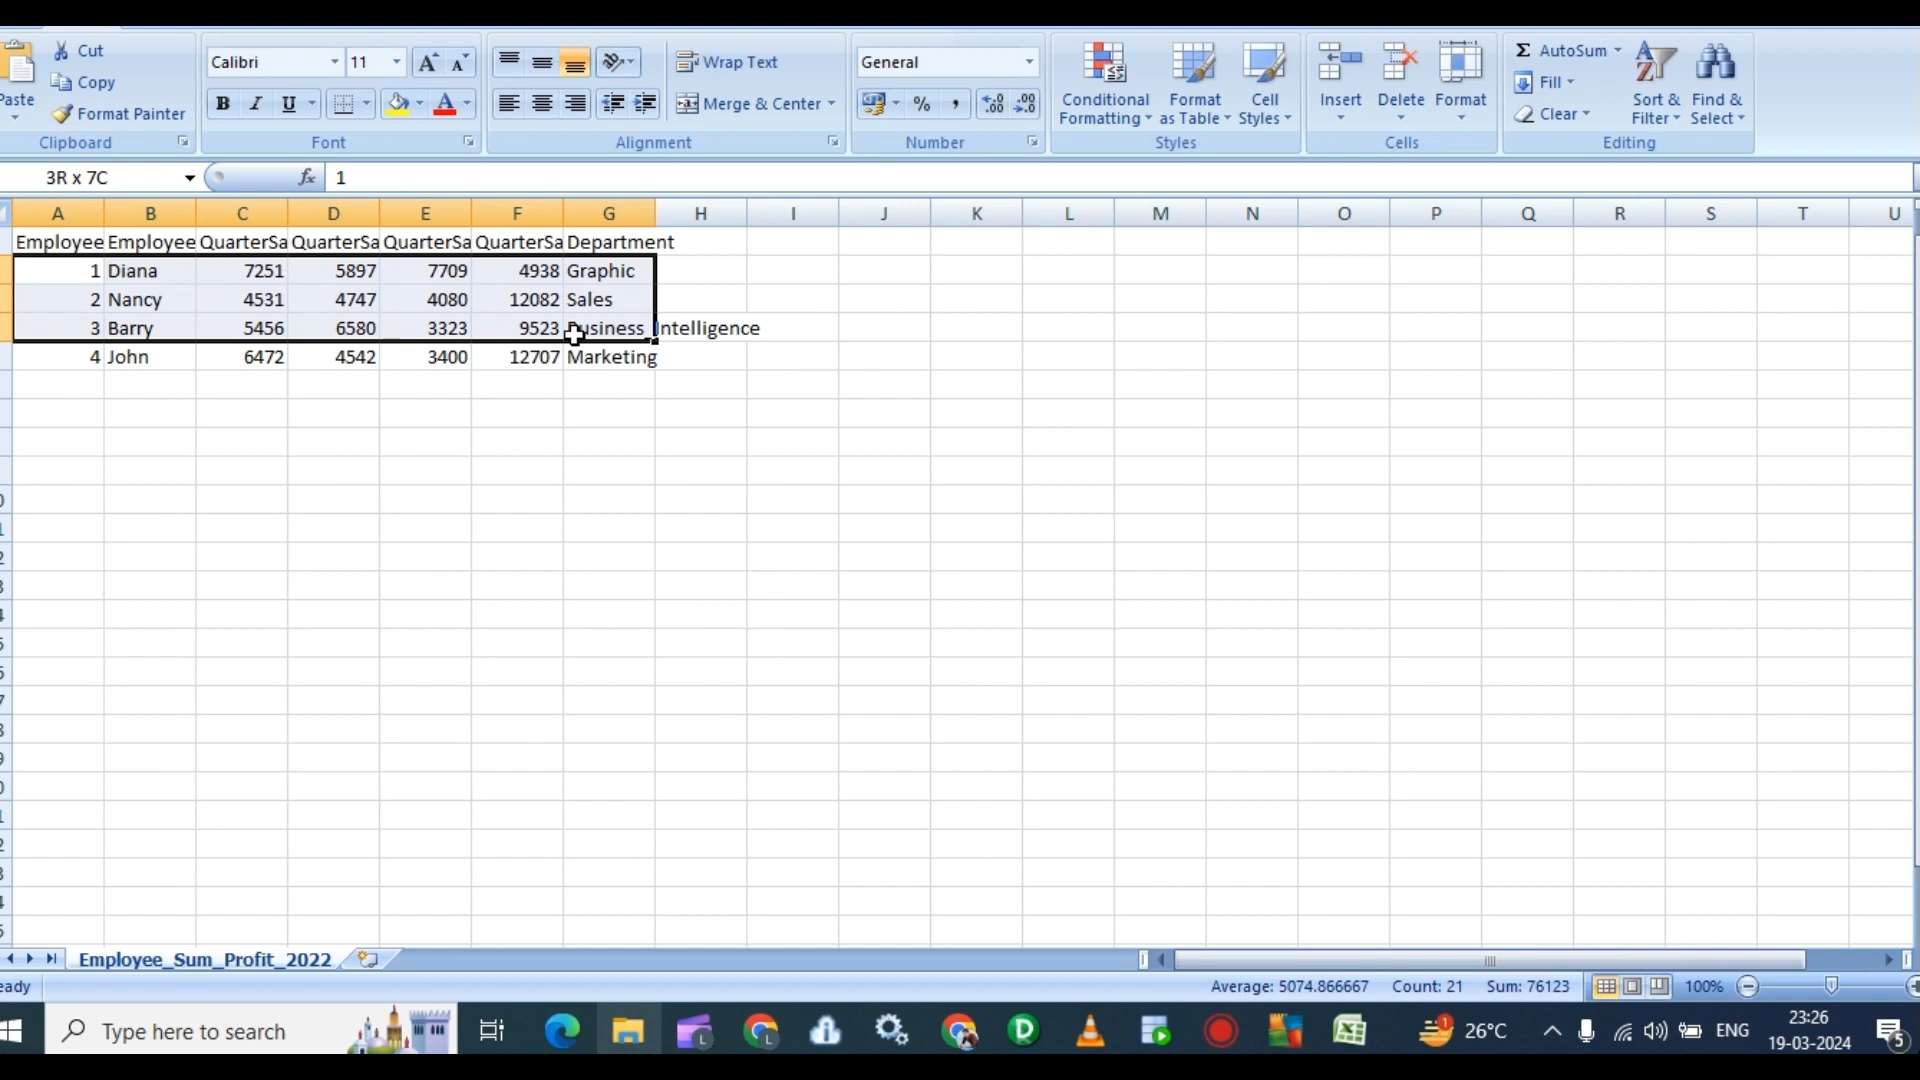 Cut
Calibri 11
Wrap Text
General
AutoSum
Copy
Fill
Paste
Format Painter
B I U
A
Merge & Center
% ,
Conditional Formatting
Format as Table
Cell Styles
Insert
Delete
Format
Clear
Sort & Filter
Find & Select
Clipboard
Font
Alignment
Number
Styles
Cells
Editing
3R x 7C fx 1
A B C D E F G H I J K L M N O P Q R S T U
Employee Employee QuarterSa QuarterSa QuarterSa QuarterSa Department
1 Diana 7251 5897 7709 4938 Graphic
2 Nancy 4531 4747 4080 12082 Sales
3 Barry 5456 6580 3323 9523 Business_Intelligence
4 John 6472 4542 3400 12707 Marketing
Employee_Sum_Profit_2022
eady
Average: 5074.866667 Count: 21 Sum: 76123
100%
Type here to search
26°C
ENG
23:26
19-03-2024
5